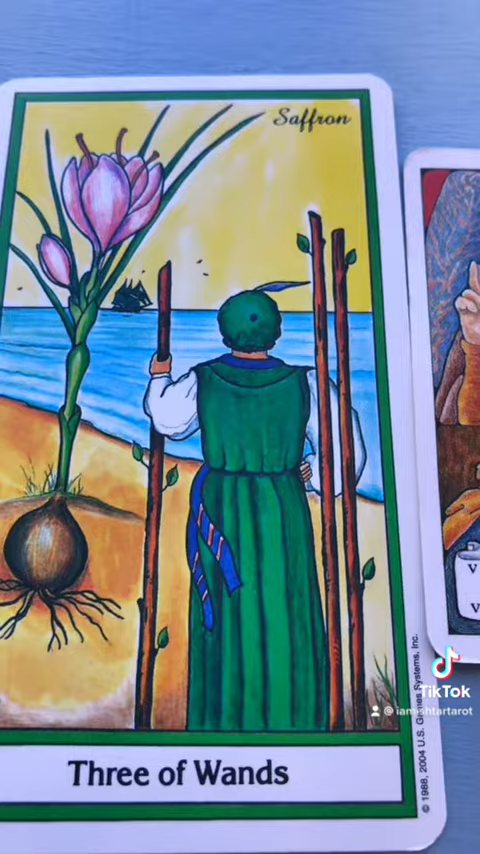 Saffron
Three of Wands
© 1988, 2004 U.S. Games Systems, Inc.
V
V
TikTok
@iamishtartarot